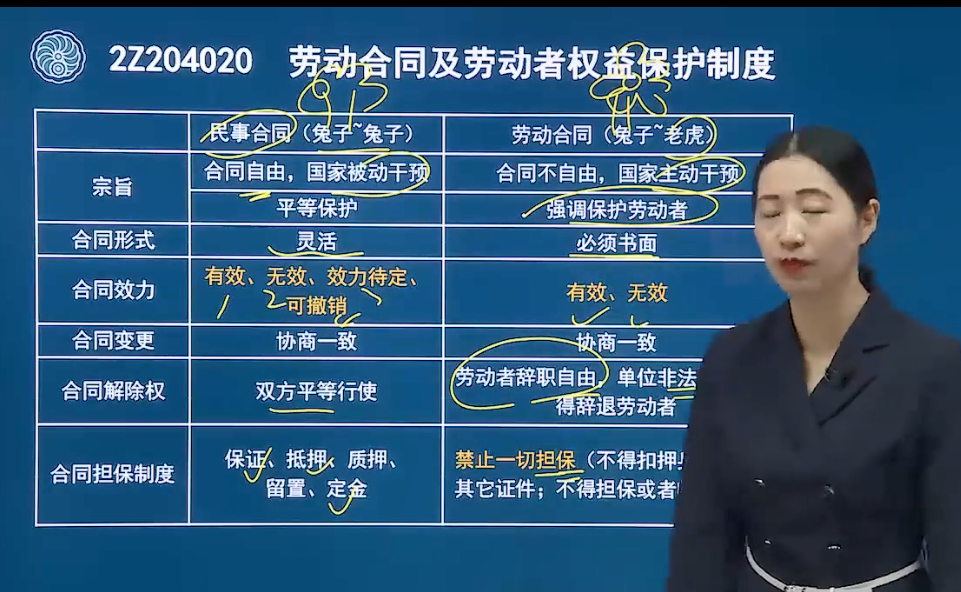 2Z204020 劳动合同及劳动者权益保护制度
民事合同（兔子~兔子）
劳动合同（兔子~老虎）
宗旨
合同自由，国家被动干预
合同不自由，国家主动干预
平等保护
强调保护劳动者
合同形式
灵活
必须书面
合同效力
有效、无效、效力待定、
可撤销
有效、无效
合同变更
协商一致
协商一致
合同解除权
双方平等行使
劳动者辞职自由，单位非法
得辞退劳动者
合同担保制度
保证、抵押、质押、
留置、定金
禁止一切担保（不得扣押
其它证件；不得担保或者